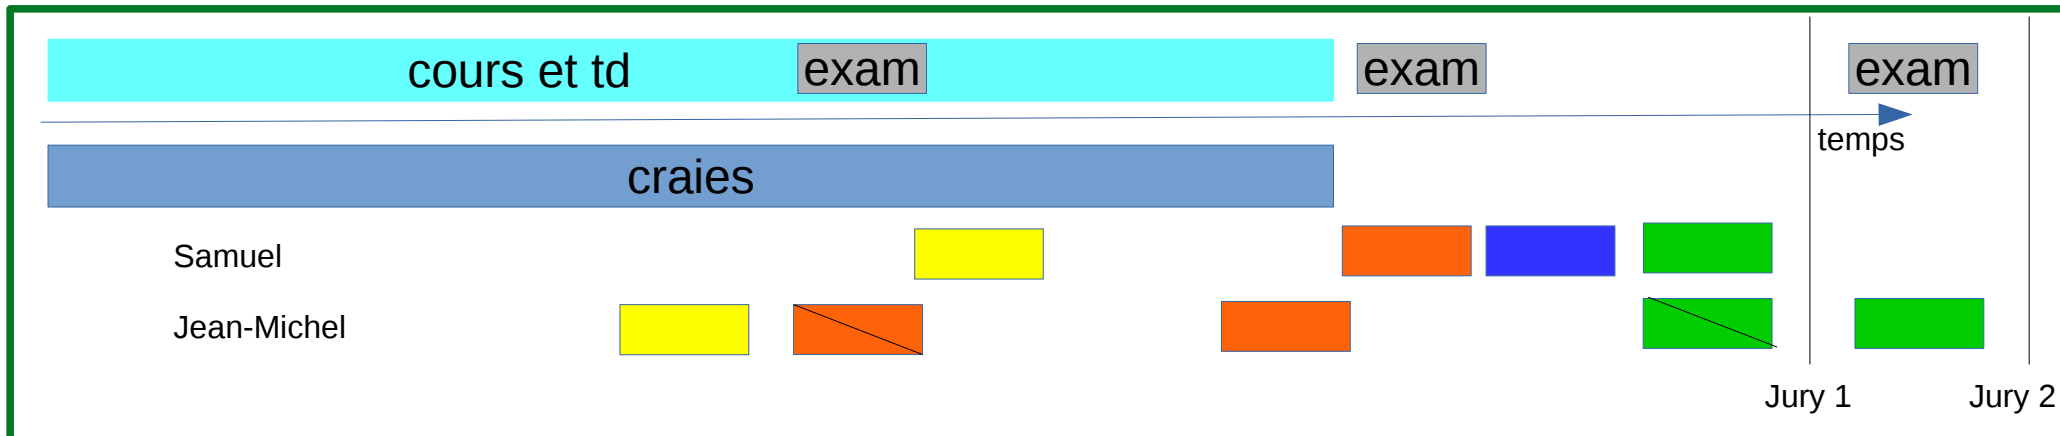 cours et td exam exam exam
temps
craies
Samuel
Jean-Michel
Jury 1 Jury 2